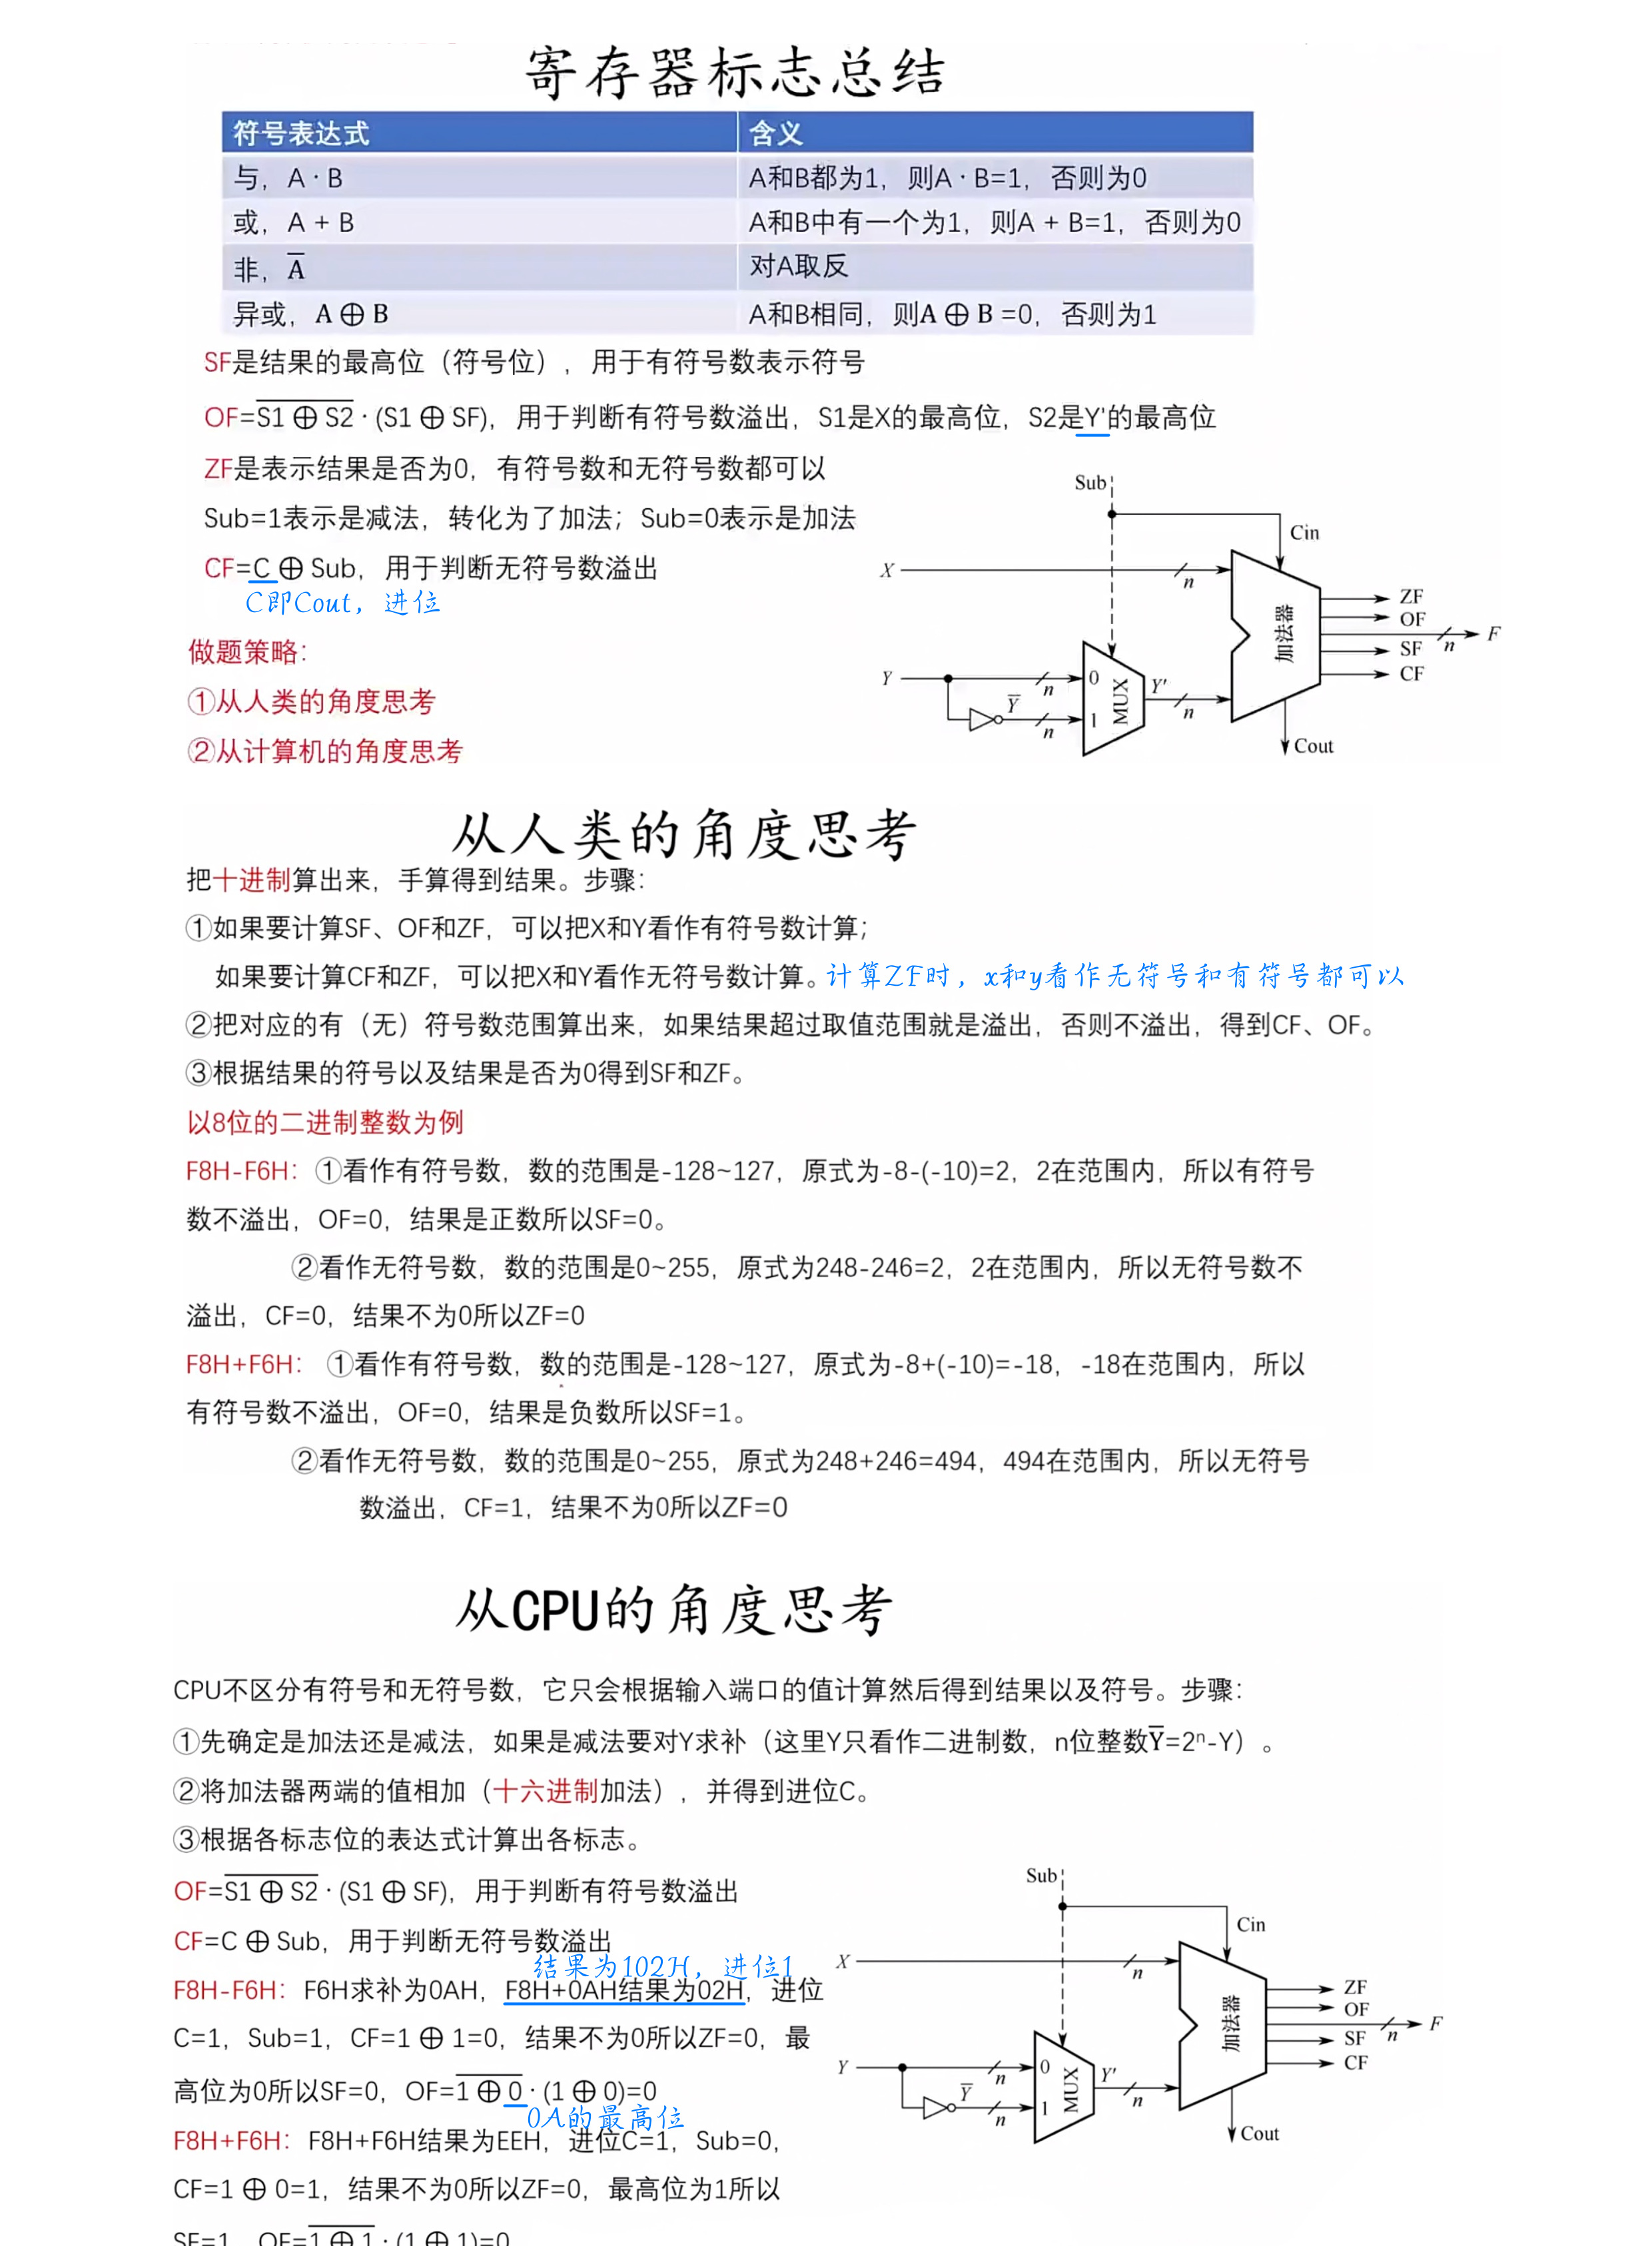 寄存器标志总结
符号表达式 含义
与，A · B A和B都为1，则A · B=1，否则为0
或，A + B A和B中有一个为1，则A + B=1，否则为0
非，A̅ 对A取反
异或，A ⊕ B A和B相同，则A ⊕ B =0，否则为1
SF是结果的最高位（符号位），用于有符号数表示符号
OF=\overline{S1 ⊕ S2} · (S1 ⊕ SF)，用于判断有符号数溢出，S1是X的最高位，S2是Y'的最高位
ZF是表示结果是否为0，有符号数和无符号数都可以
Sub=1表示是减法，转化为了加法；Sub=0表示是加法
CF=C ⊕ Sub，用于判断无符号数溢出
C即Cout，进位
做题策略：
①从人类的角度思考
②从计算机的角度思考
Sub
Cin
X
n
ZF
OF
SF
CF
n
F
加法器
Y
n
Y̅
n
0
1
MUX
Y'
n
Cout
从人类的角度思考
把十进制算出来，手算得到结果。步骤：
①如果要计算SF、OF和ZF，可以把X和Y看作有符号数计算；
如果要计算CF和ZF，可以把X和Y看作无符号数计算。计算ZF时，x和y看作无符号和有符号都可以
②把对应的有（无）符号数范围算出来，如果结果超过取值范围就是溢出，否则不溢出，得到CF、OF。
③根据结果的符号以及结果是否为0得到SF和ZF。
以8位的二进制整数为例
F8H-F6H：①看作有符号数，数的范围是-128~127，原式为-8-(-10)=2，2在范围内，所以有符号
数不溢出，OF=0，结果是正数所以SF=0。
②看作无符号数，数的范围是0~255，原式为248-246=2，2在范围内，所以无符号数不
溢出，CF=0，结果不为0所以ZF=0
F8H+F6H：①看作有符号数，数的范围是-128~127，原式为-8+(-10)=-18，-18在范围内，所以
有符号数不溢出，OF=0，结果是负数所以SF=1。
②看作无符号数，数的范围是0~255，原式为248+246=494，494在范围内，所以无符号
数溢出，CF=1，结果不为0所以ZF=0
从CPU的角度思考
CPU不区分有符号和无符号数，它只会根据输入端口的值计算然后得到结果以及符号。步骤：
①先确定是加法还是减法，如果是减法要对Y求补（这里Y只看作二进制数，n位整数Y̅=2ⁿ-Y）。
②将加法器两端的值相加（十六进制加法），并得到进位C。
③根据各标志位的表达式计算出各标志。
OF=\overline{S1 ⊕ S2} · (S1 ⊕ SF)，用于判断有符号数溢出
CF=C ⊕ Sub，用于判断无符号数溢出
结果为102H，进位1
F8H-F6H：F6H求补为0AH，F8H+0AH结果为02H，进位
C=1，Sub=1，CF=1 ⊕ 1=0，结果不为0所以ZF=0，最
高位为0所以SF=0，OF=\overline{1 ⊕ 0} · (1 ⊕ 0)=0
0A的最高位
F8H+F6H：F8H+F6H结果为EEH，进位C=1，Sub=0，
CF=1 ⊕ 0=1，结果不为0所以ZF=0，最高位为1所以
SF=1，OF=\overline{1 ⊕ 1} · (1 ⊕ 1)=0
Sub
Cin
X
n
ZF
OF
SF
CF
n
F
加法器
Y
n
Y̅
n
0
1
MUX
Y'
n
Cout